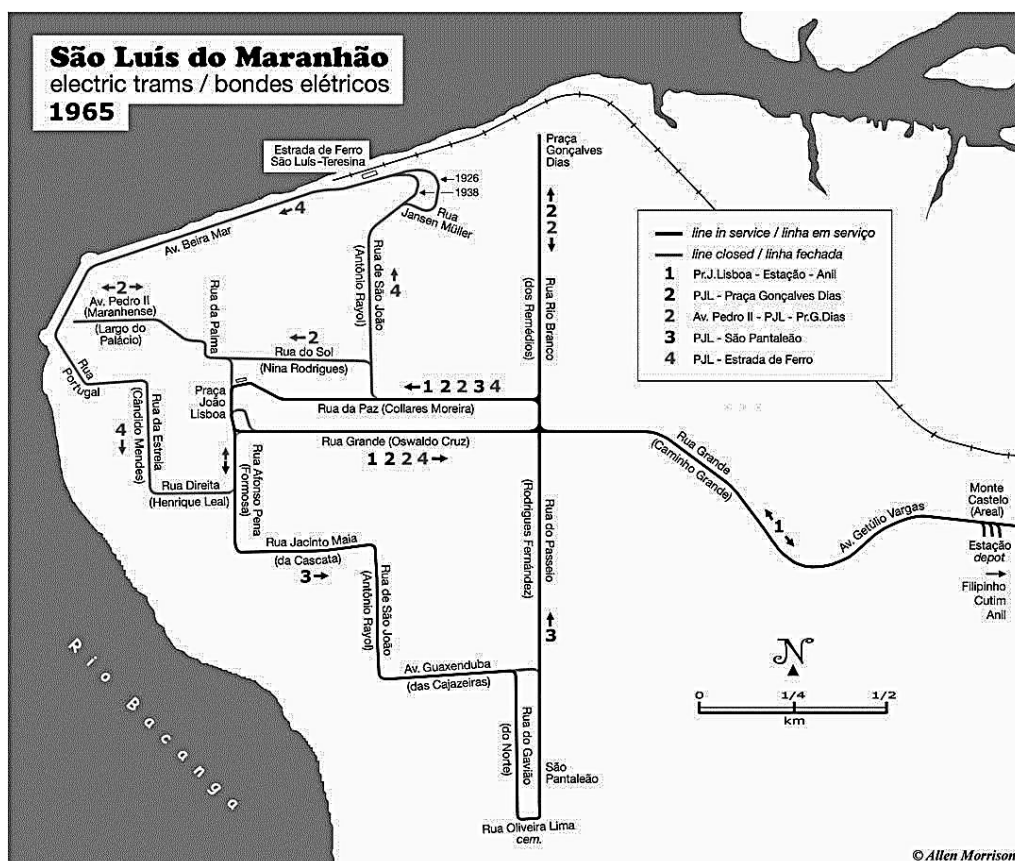 São Luís do Maranhão
electric trams / bondes elétricos
1965
Estrada de Ferro
São Luís-Teresina
1926
1938
Rua
Jansen Müller
4
Av. Beira Mar
Praça
Gonçalves
Dias
2
2
line in service / linha em serviço
line closed / linha fechada
1 Pr.J.Lisboa - Estação - Anil
2 PJL - Praça Gonçalves Dias
2 Av. Pedro II - PJL - Pr.G.Dias
3 PJL - São Pantaleão
4 PJL - Estrada de Ferro
Rua de São João
(Antônio Rayol)
4
Rua Rio Branco
(dos Remédios)
2
Av. Pedro II
(Maranhense)
(Largo do
Palácio)
Rua da Palma
2
Rua do Sol
(Nina Rodrigues)
Rua
Portugal
Praça
João
Lisboa
1 2 2 3 4
Rua da Paz (Collares Moreira)
Rua Grande (Oswaldo Cruz)
1 2 2 4
Rua Grande
(Caminho Grande)
4
Rua da Estrela
(Cândido Mendes)
Rua Direita
(Henrique Leal)
Rua Afonso Pena
(Formosa)
Rua do Passeio
(Rodrigues Fernández)
1
Av. Getúlio Vargas
Monte
Castelo
(Areal)
Estação
depot
Filipinho
Cutim
Anil
Rua Jacinto Maia
(da Cascata)
3
Rua de São João
(Antônio Rayol)
3
Av. Guaxenduba
(das Cajazeiras)
N
0 1/4 1/2
km
Rua do Gavião
(do Norte)
São
Pantaleão
Rua Oliveira Lima
cem.
Rio Bacanga
© Allen Morrison